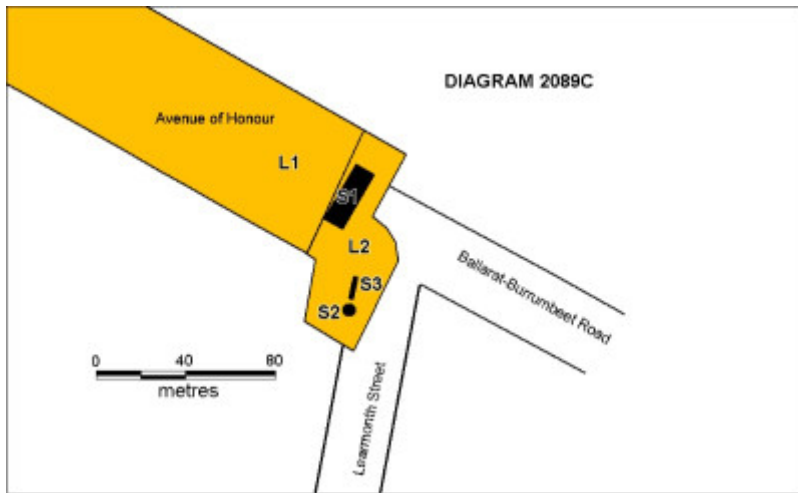 DIAGRAM 2089C
Avenue of Honour
L1
S1
L2
S3
S2
Ballarat-Burrumbeet Road
0 40 80
metres
Learmonth Street